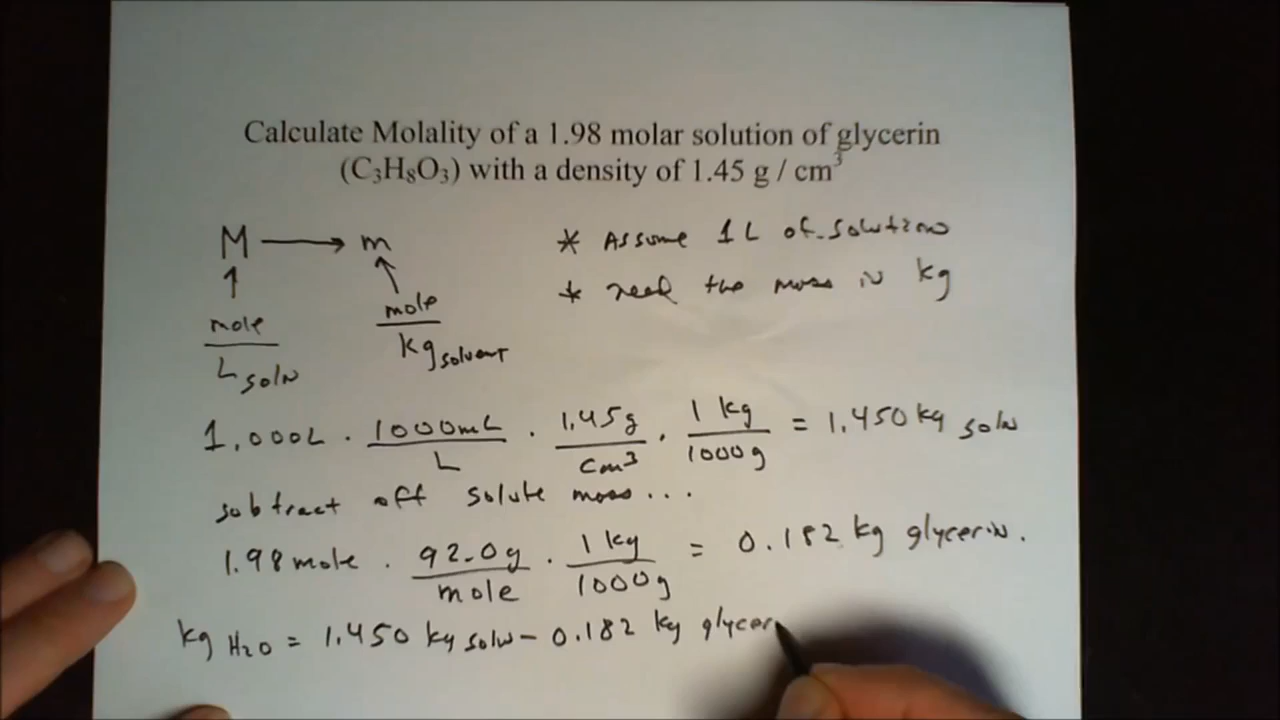 Calculate Molality of a 1.98 molar solution of glycerin
(C₃H₈O₃) with a density of 1.45 g / cm³
M → m
* Assume 1L of solution
* need the mass in kg
mole / L soln
mole / kg solvent
1.000L · 1000mL / L · 1.45g / cm³ · 1 kg / 1000g = 1.450 kg soln
subtract off solute mass...
1.98 mole · 92.0g / mole · 1 kg / 1000g = 0.182 kg glycerin.
kg H₂O = 1.450 kg soln - 0.182 kg glycer